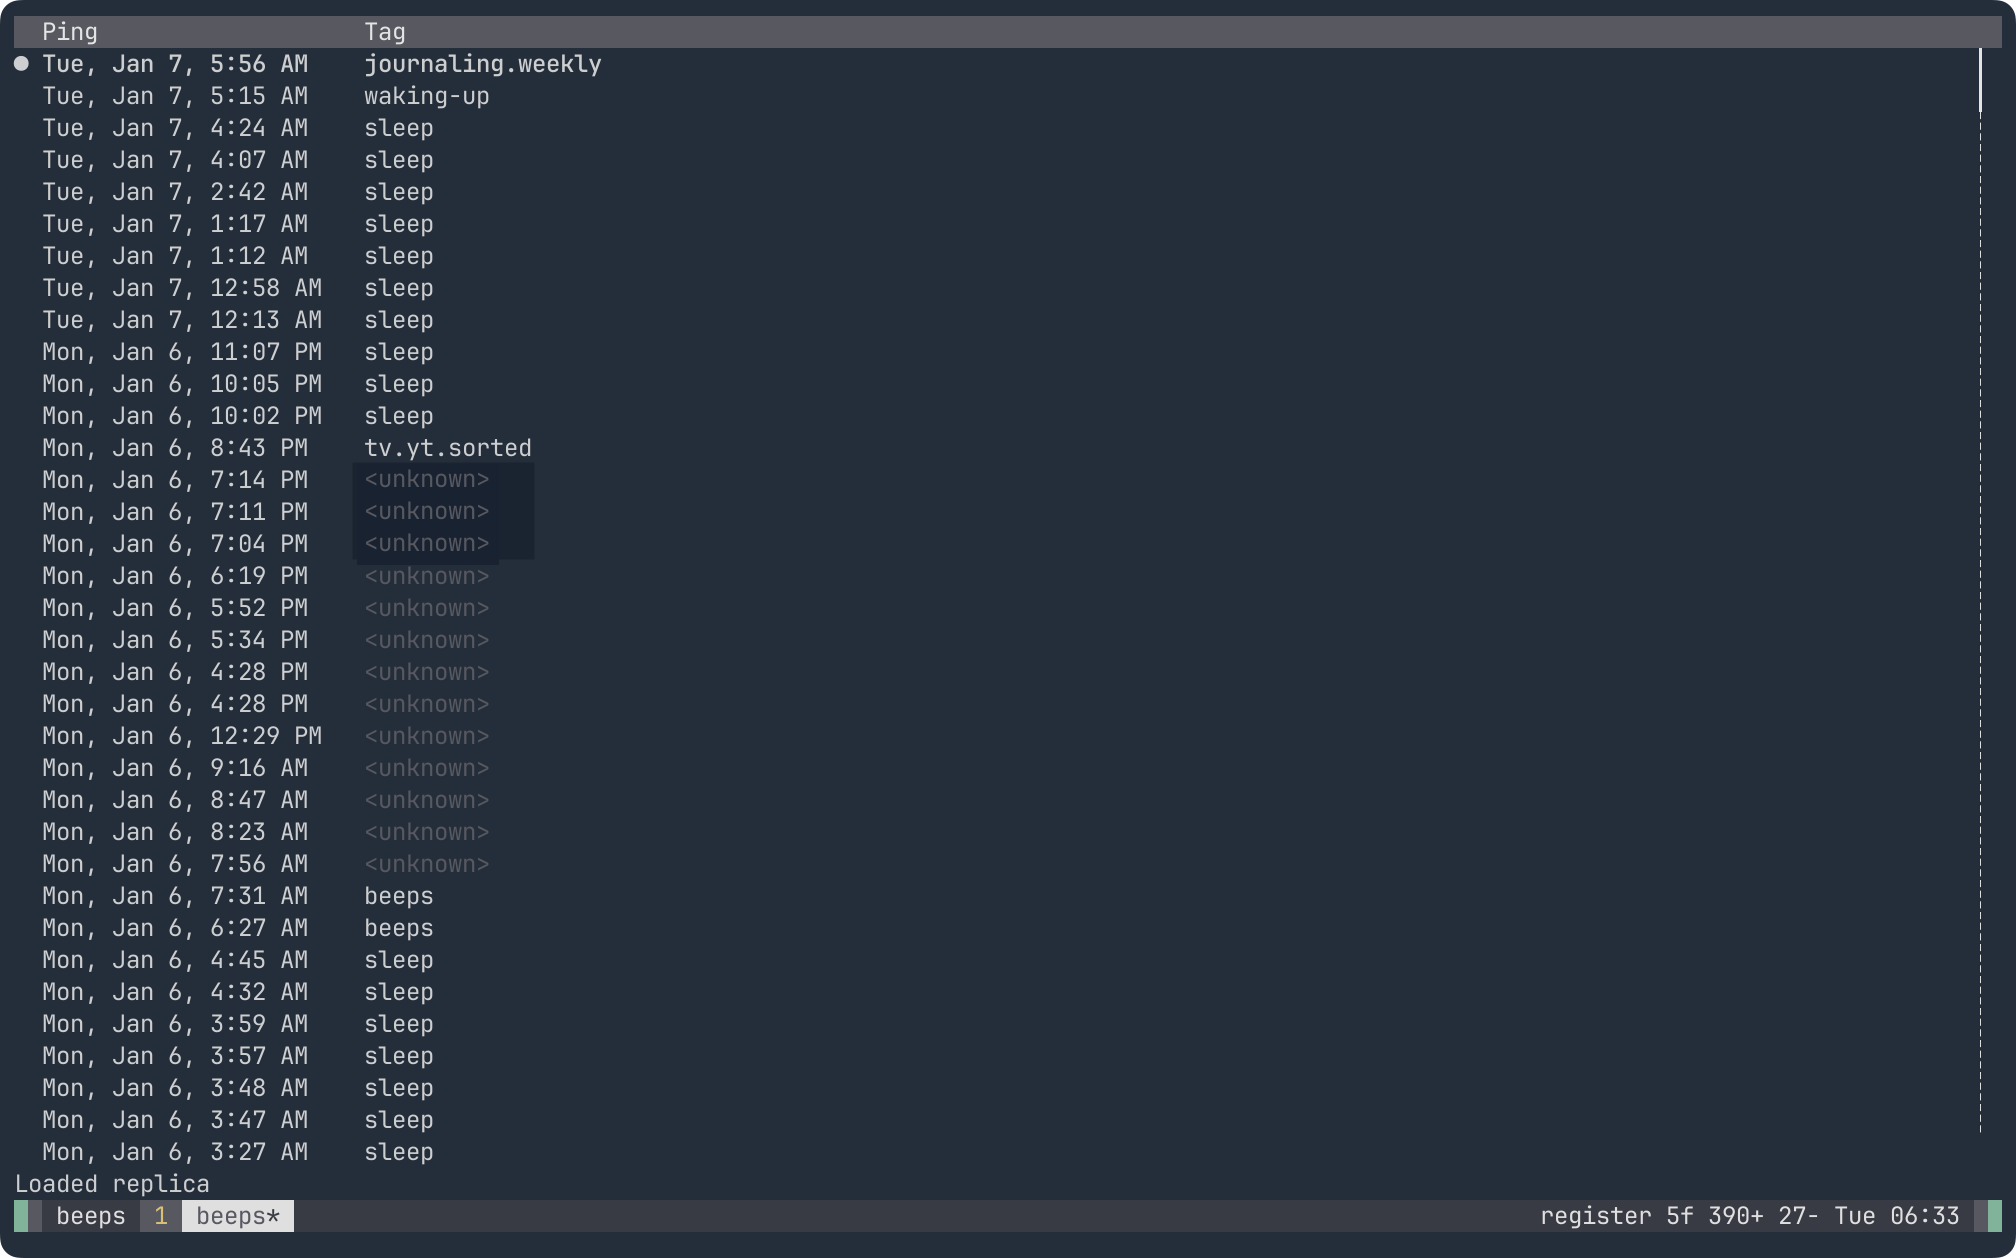 Ping Tag
● Tue, Jan 7, 5:56 AM journaling.weekly
Tue, Jan 7, 5:15 AM waking-up
Tue, Jan 7, 4:24 AM sleep
Tue, Jan 7, 4:07 AM sleep
Tue, Jan 7, 2:42 AM sleep
Tue, Jan 7, 1:17 AM sleep
Tue, Jan 7, 1:12 AM sleep
Tue, Jan 7, 12:58 AM sleep
Tue, Jan 7, 12:13 AM sleep
Mon, Jan 6, 11:07 PM sleep
Mon, Jan 6, 10:05 PM sleep
Mon, Jan 6, 10:02 PM sleep
Mon, Jan 6, 8:43 PM tv.yt.sorted
Mon, Jan 6, 7:14 PM <unknown>
Mon, Jan 6, 7:11 PM <unknown>
Mon, Jan 6, 7:04 PM <unknown>
Mon, Jan 6, 6:19 PM <unknown>
Mon, Jan 6, 5:52 PM <unknown>
Mon, Jan 6, 5:34 PM <unknown>
Mon, Jan 6, 4:28 PM <unknown>
Mon, Jan 6, 4:28 PM <unknown>
Mon, Jan 6, 12:29 PM <unknown>
Mon, Jan 6, 9:16 AM <unknown>
Mon, Jan 6, 8:47 AM <unknown>
Mon, Jan 6, 8:23 AM <unknown>
Mon, Jan 6, 7:56 AM <unknown>
Mon, Jan 6, 7:31 AM beeps
Mon, Jan 6, 6:27 AM beeps
Mon, Jan 6, 4:45 AM sleep
Mon, Jan 6, 4:32 AM sleep
Mon, Jan 6, 3:59 AM sleep
Mon, Jan 6, 3:57 AM sleep
Mon, Jan 6, 3:48 AM sleep
Mon, Jan 6, 3:47 AM sleep
Mon, Jan 6, 3:27 AM sleep
Loaded replica
beeps 1 beeps* register 5f 390+ 27- Tue 06:33